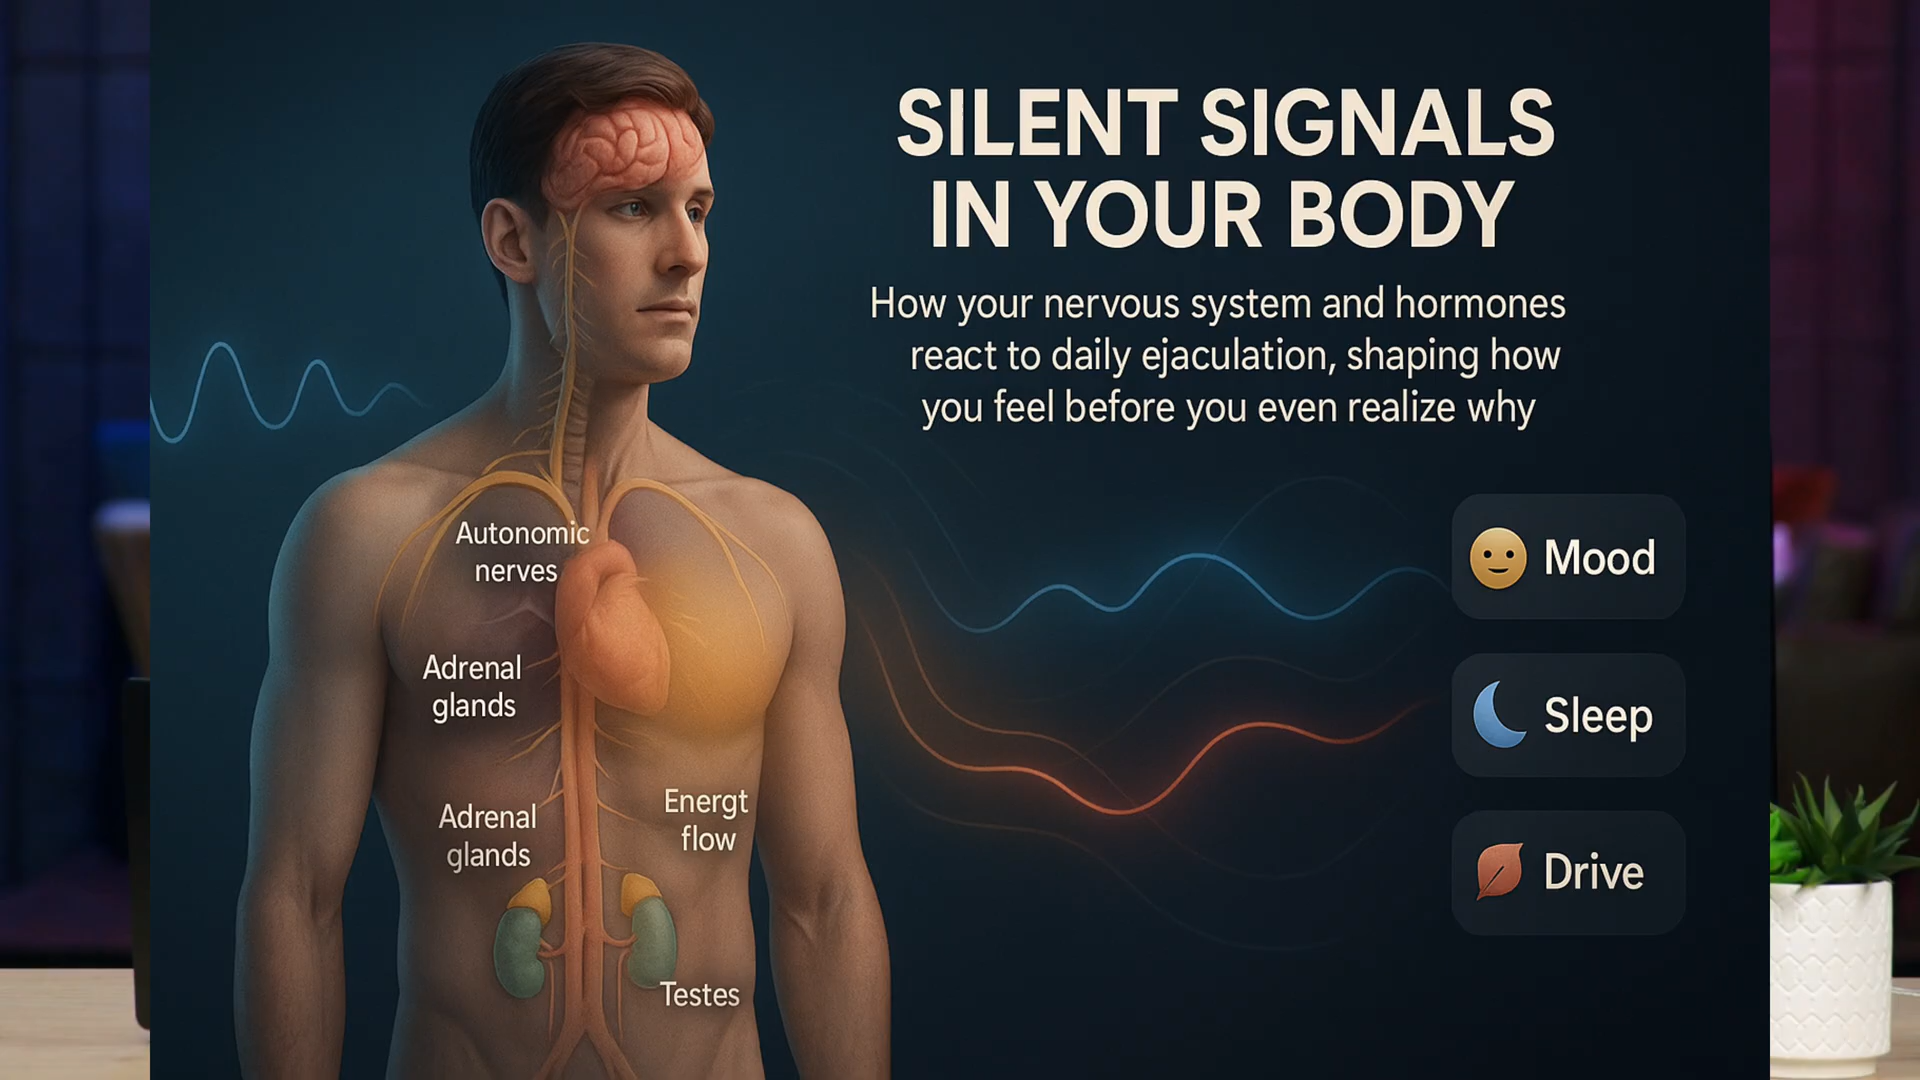 SILENT SIGNALS
IN YOUR BODY
How your nervous system and hormones
react to daily ejaculation, shaping how
you feel before you even realize why
Autonomic
nerves
Adrenal
glands
Adrenal
glands
Energt
flow
Testes
Mood
Sleep
Drive